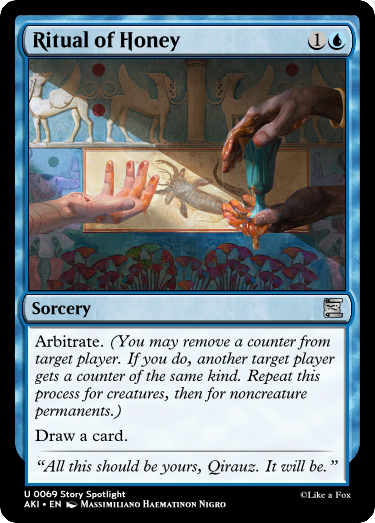 Ritual of Honey 1
Sorcery
Arbitrate. (You may remove a counter from
target player. If you do, another target player
gets a counter of the same kind. Repeat this
process for creatures, then for noncreature
permanents.)
Draw a card.
“All this should be yours, Qirauz. It will be.”
U 0069 Story Spotlight
AKI • EN Massimiliano Haematinon Nigro
©Like a Fox